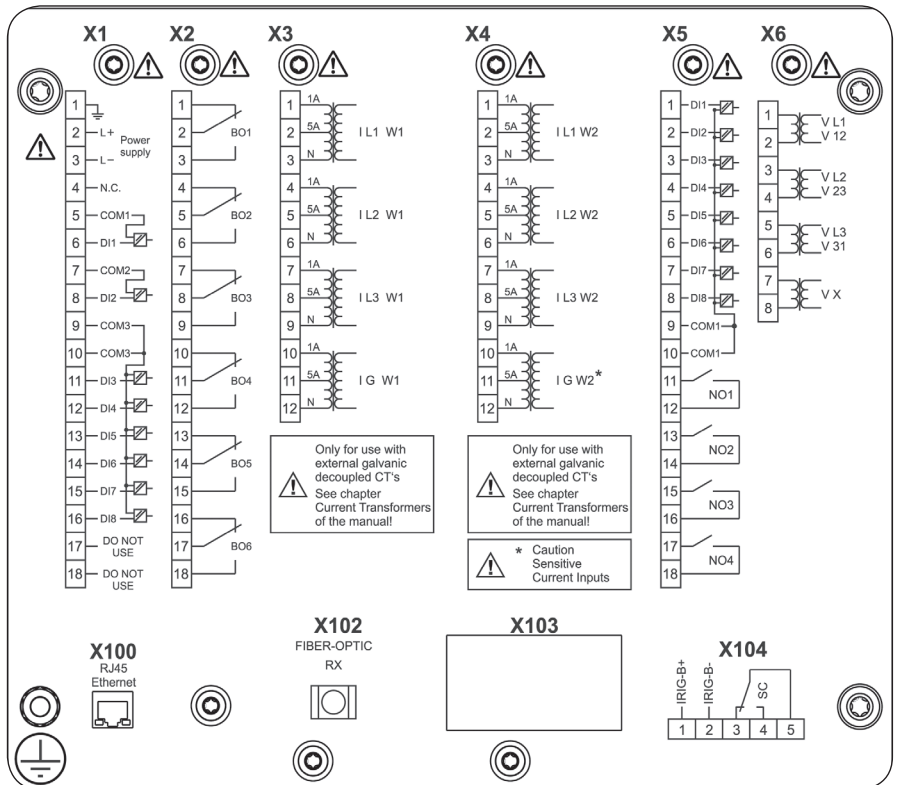 X1
1
2 L+ Power supply
3 L−
4 N.C.
5 COM1
6 DI1
7 COM2
8 DI2
9 COM3
10 COM3
11 DI3
12 DI4
13 DI5
14 DI6
15 DI7
16 DI8
17 DO NOT USE
18 DO NOT USE
X2
1
2 BO1
3
4
5 BO2
6
7
8 BO3
9
10
11 BO4
12
13
14 BO5
15
16
17 BO6
18
X3
1 1A
2 5A I L1 W1
3 N
4 1A
5 5A I L2 W1
6 N
7 1A
8 5A I L3 W1
9 N
10 1A
11 5A I G W1
12 N
Only for use with
external galvanic
decoupled CT's
See chapter
Current Transformers
of the manual!
X4
1 1A
2 5A I L1 W2
3 N
4 1A
5 5A I L2 W2
6 N
7 1A
8 5A I L3 W2
9 N
10 1A
11 5A I G W2*
12 N
Only for use with
external galvanic
decoupled CT's
See chapter
Current Transformers
of the manual!
* Caution
Sensitive
Current Inputs
X5
1 DI1
2 DI2
3 DI3
4 DI4
5 DI5
6 DI6
7 DI7
8 DI8
9 COM1
10 COM1
11
NO1
12
13
NO2
14
15
NO3
16
17
NO4
18
X6
1 V L1
2 V 12
3 V L2
4 V 23
5 V L3
6 V 31
7
V X
8
X100
RJ45
Ethernet
X102
FIBER-OPTIC
RX
X103
X104
IRIG-B+ IRIG-B- SC
1 2 3 4 5